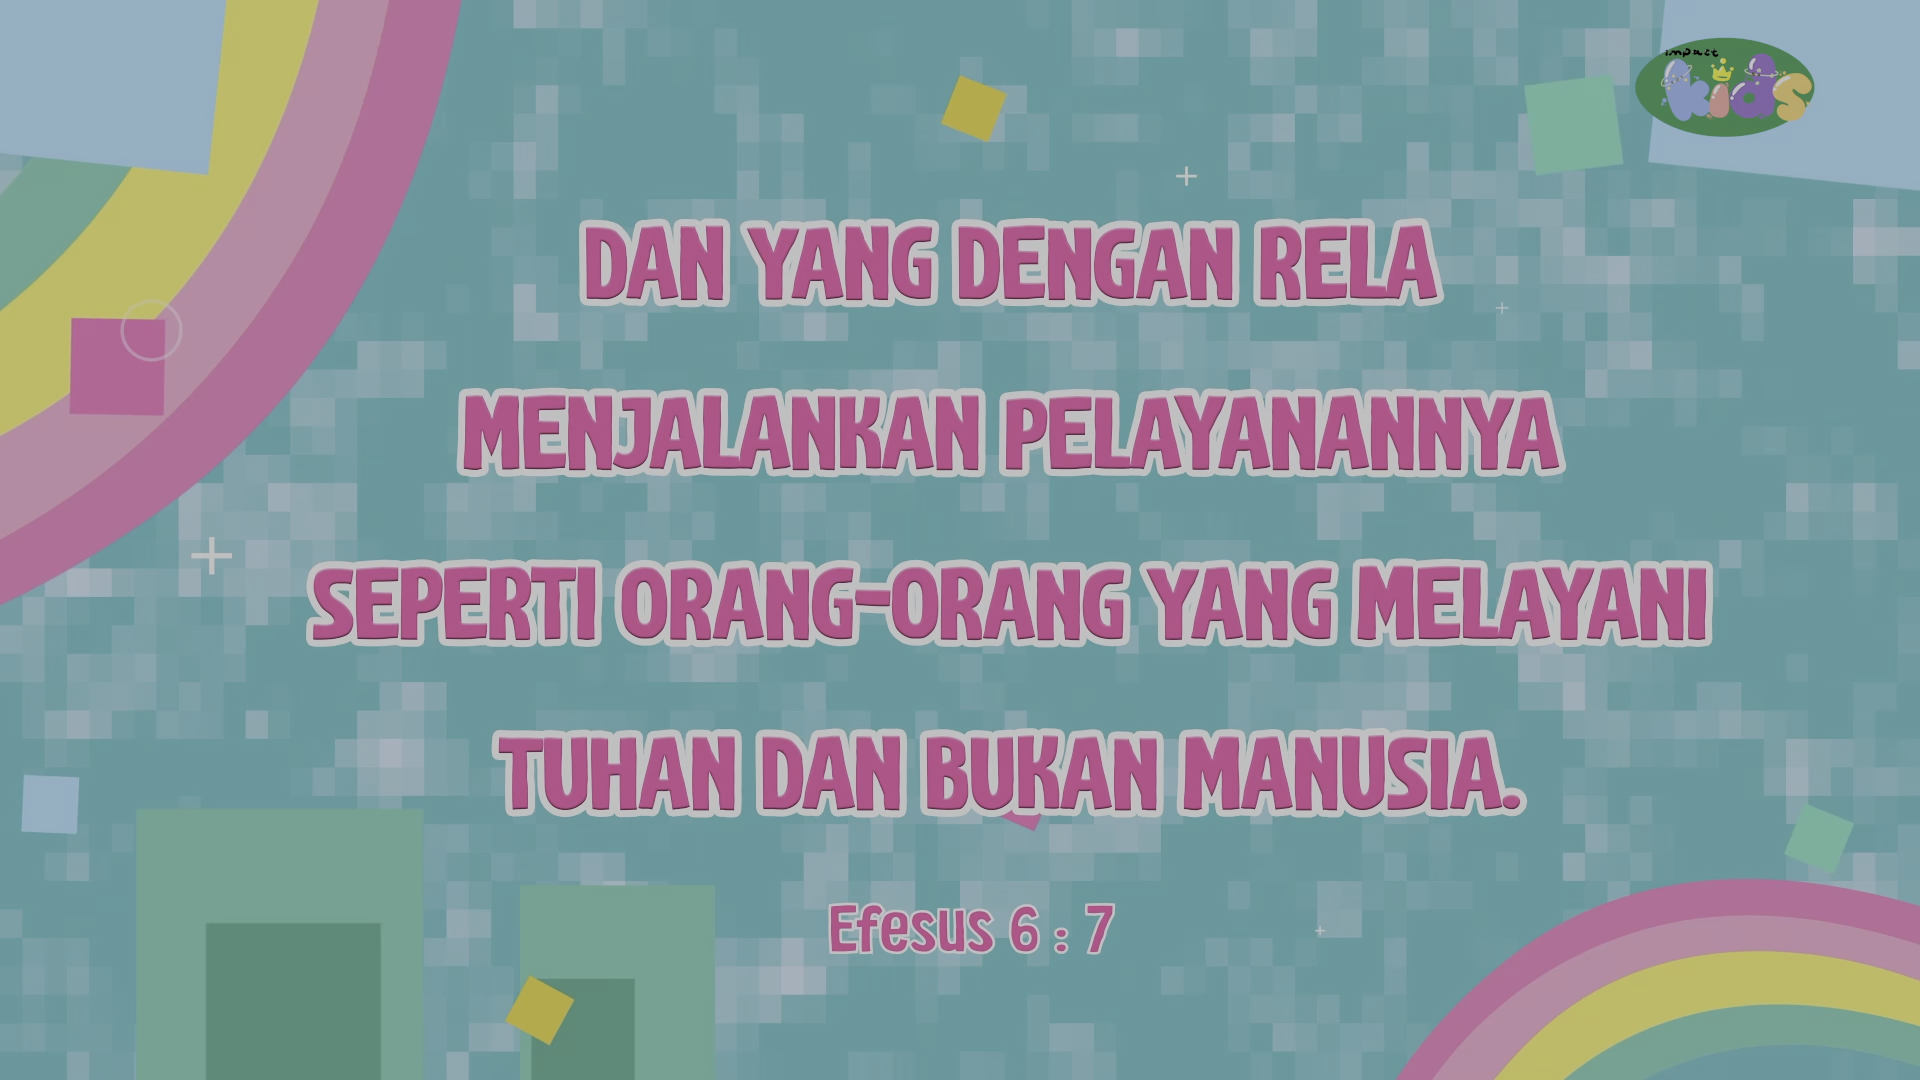 impact
kids
DAN YANG DENGAN RELA
MENJALANKAN PELAYANANNYA
SEPERTI ORANG-ORANG YANG MELAYANI
TUHAN DAN BUKAN MANUSIA.
Efesus 6 : 7